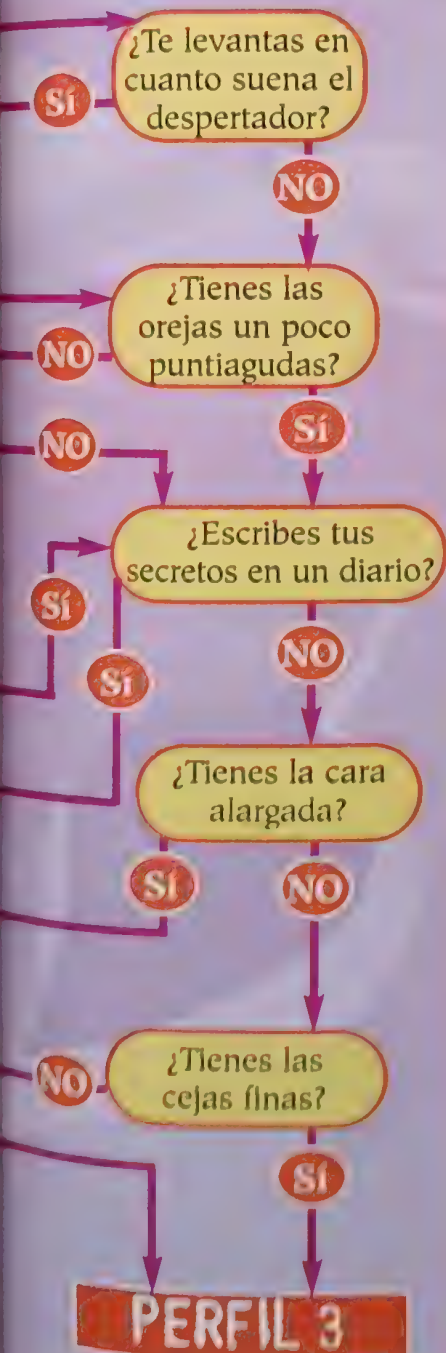 ¿Te levantas en
cuanto suena el
despertador?
Sí
NO
¿Tienes las
orejas un poco
puntiagudas?
NO
Sí
NO
¿Escribes tus
secretos en un diario?
Sí
Sí
NO
¿Tienes la cara
alargada?
Sí
NO
¿Tienes las
cejas finas?
NO
Sí
PERFIL 3